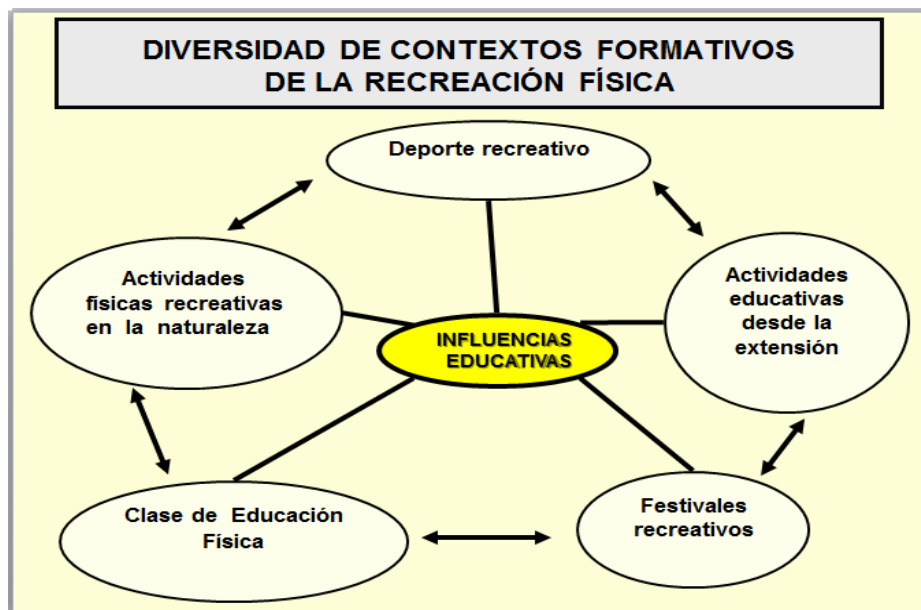 DIVERSIDAD DE CONTEXTOS FORMATIVOS
DE LA RECREACIÓN FÍSICA
Deporte recreativo
Actividades
físicas recreativas
en la naturaleza
Actividades
educativas
desde la
extensión
INFLUENCIAS
EDUCATIVAS
Clase de Educación
Física
Festivales
recreativos